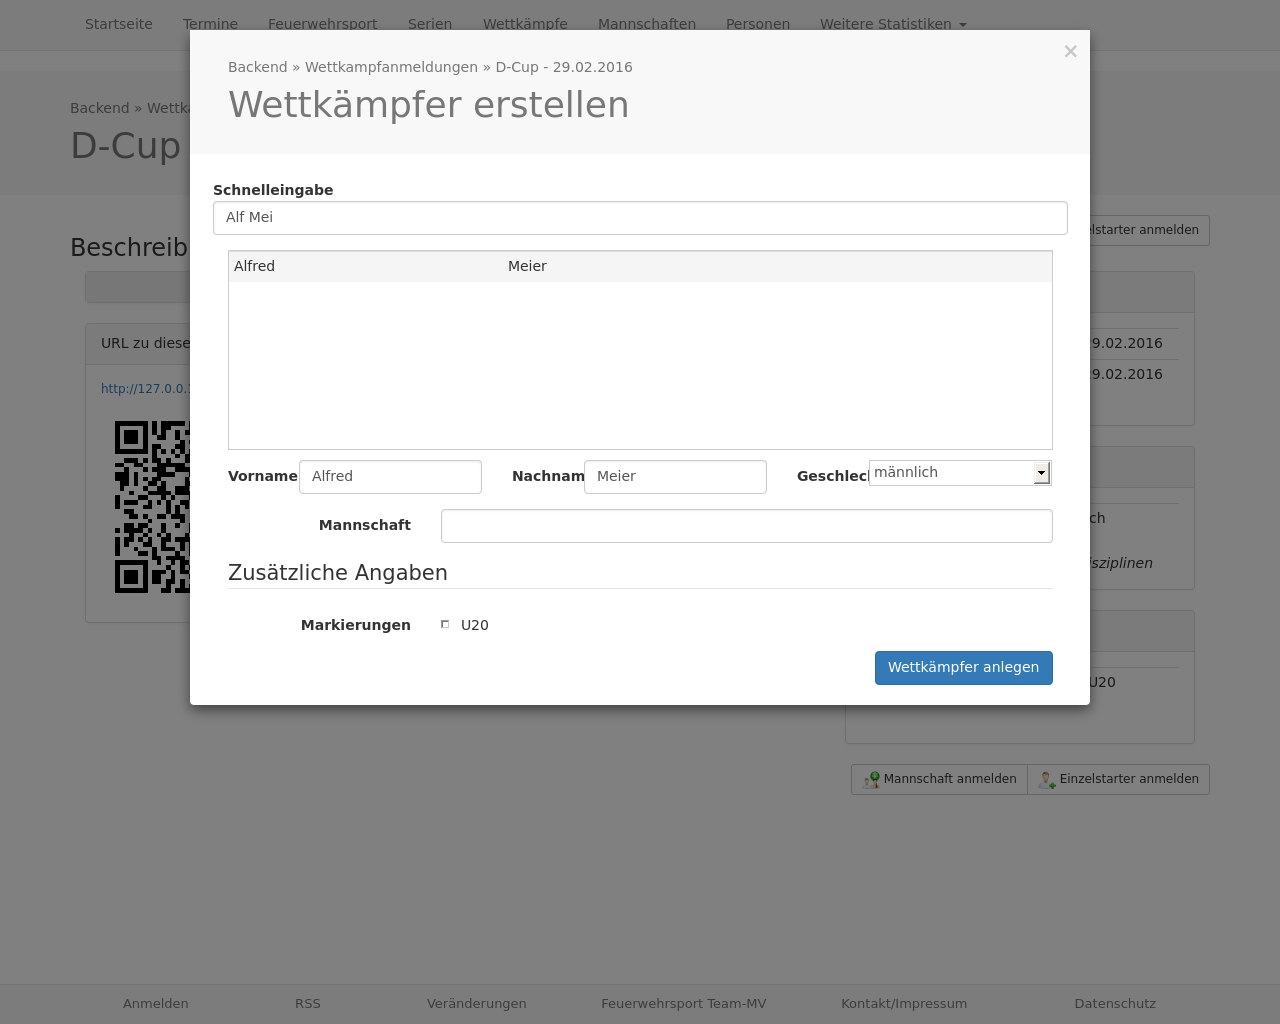 Startseite Termine Feuerwehrsport Serien Wettkämpfe Mannschaften Personen Weitere Statistiken
×
Backend » Wettkampfanmeldungen » D-Cup - 29.02.2016
Wettkämpfer erstellen
Backend » Wettk
D-Cup
Schnelleingabe
Alf Mei
Alfred Meier
Vorname Alfred Nachnam Meier Geschlech männlich
Mannschaft
Zusätzliche Angaben
Markierungen U20
Wettkämpfer anlegen
Beschreib
URL zu diese
http://127.0.0.1
elstarter anmelden
29.02.2016
29.02.2016
ch
isziplinen
U20
Mannschaft anmelden Einzelstarter anmelden
Anmelden RSS Veränderungen Feuerwehrsport Team-MV Kontakt/Impressum Datenschutz